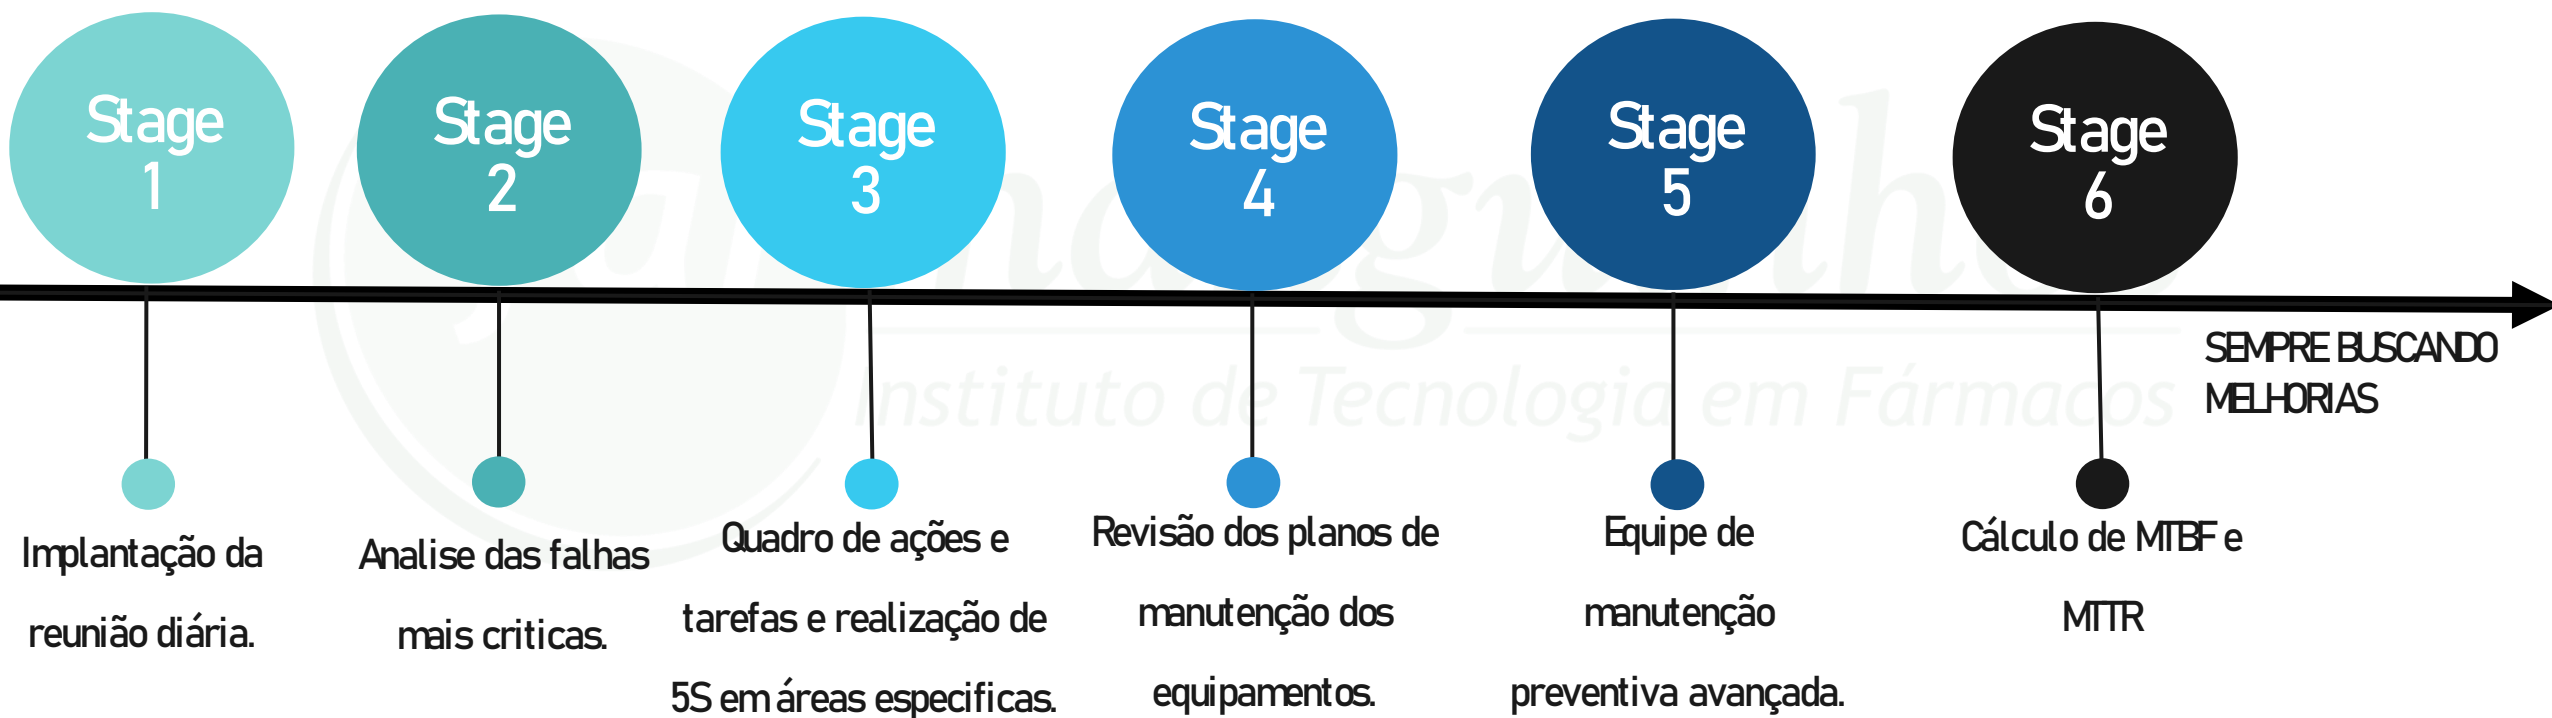 Stage
1
Stage
2
Stage
3
Stage
4
Stage
5
Stage
6
SEMPRE BUSCANDO
MELHORIAS
Implantação da
reunião diária.
Analise das falhas
mais criticas.
Quadro de ações e
tarefas e realização de
5S em áreas especificas.
Revisão dos planos de
manutenção dos
equipamentos.
Equipe de
manutenção
preventiva avançada.
Cálculo de MTBF e
MTTR
Instituto de Tecnologia em Fármacos